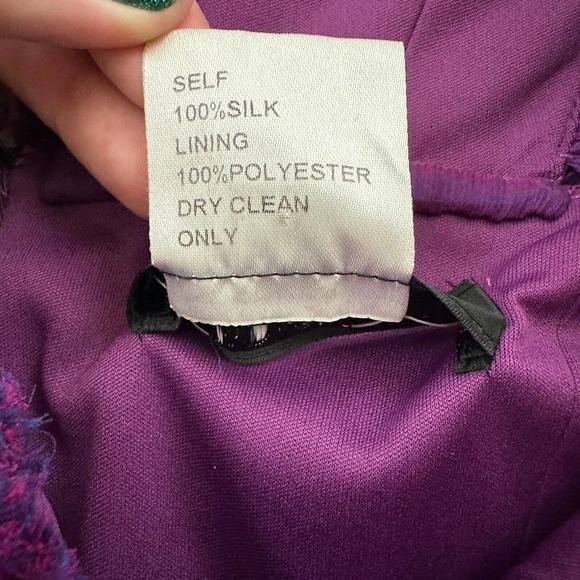 SELF
100%SILK
LINING
100%POLYESTER
DRY CLEAN
ONLY